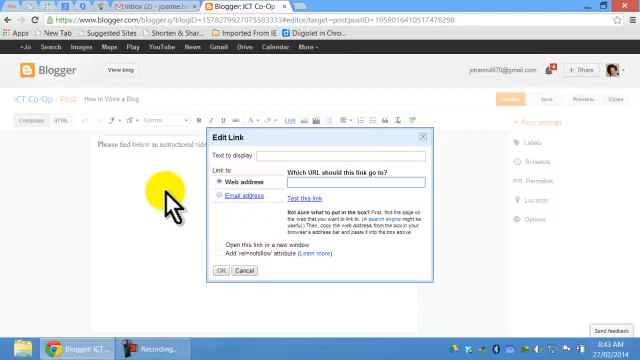 Inbox (2) - joanne.to
Blogger: ICT Co-Op
https://www.blogger.com/blogger.g?blogID=1578279927075583333#editor/target=post;postID=1959016410517476298
+Jo Search Images Maps Play YouTube News Gmail Drive Calendar More
Apps Bookmarks Suggested Sites Shorten & Shar... Imported From IE Diigolet in Chro...
Blogger View blog johann4870@gmail.com 4 + Share
ICT Co-Op · Post How to Write a Blog Publish Save Preview Close
Compose HTML Normal B I U ABC A Link
Post settings
Please find below an instructional vide
Labels
Schedule
Permalink
Location
Options
Edit Link
Text to display:
Link to:
Web address
Email address
Which URL should this link go to?
Test this link
Not sure what to put in the box? First, find the page on
the web that you want to link to. (A search engine might be
useful.) Then, copy the web address from the box in your
browser's address bar and paste it into the box above.
Open this link in a new window
Add 'rel=nofollow' attribute (Learn more)
OK Cancel
Send feedback
Blogger: ICT ... Recording...
8:43 AM
27/02/2014